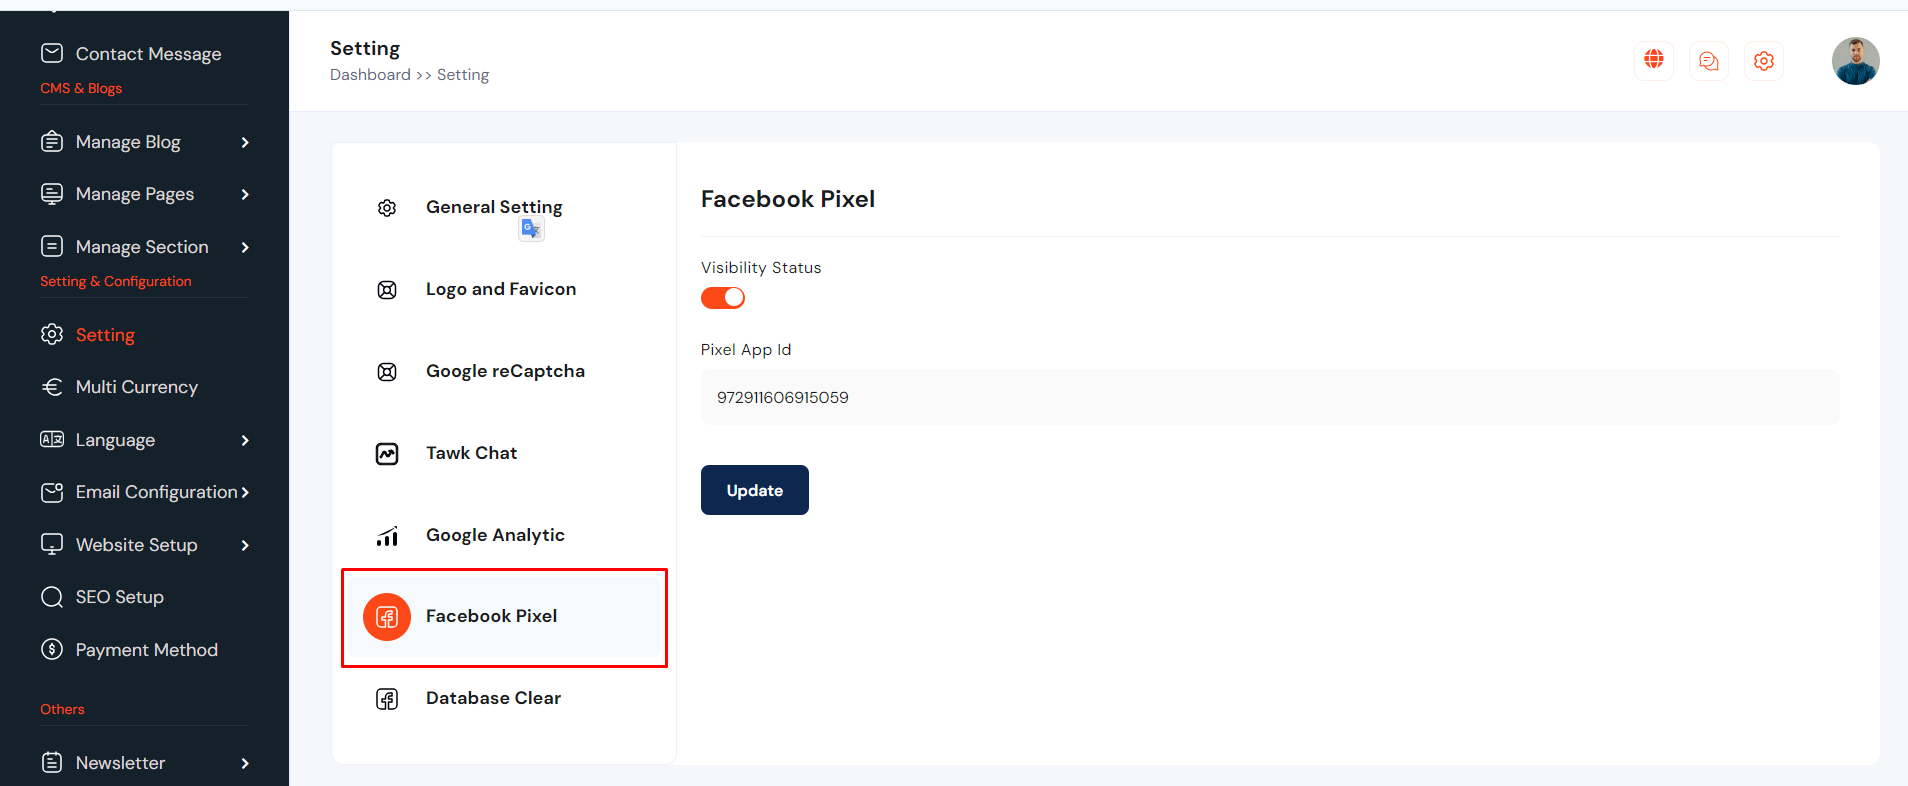 Contact Message
CMS & Blogs
Manage Blog
Manage Pages
Manage Section
Setting & Configuration
Setting
Multi Currency
Language
Email Configuration
Website Setup
SEO Setup
Payment Method
Others
Newsletter
Setting
Dashboard >> Setting
General Setting
Logo and Favicon
Google reCaptcha
Tawk Chat
Google Analytic
Facebook Pixel
Database Clear
Facebook Pixel
Visibility Status
Pixel App Id
972911606915059
Update